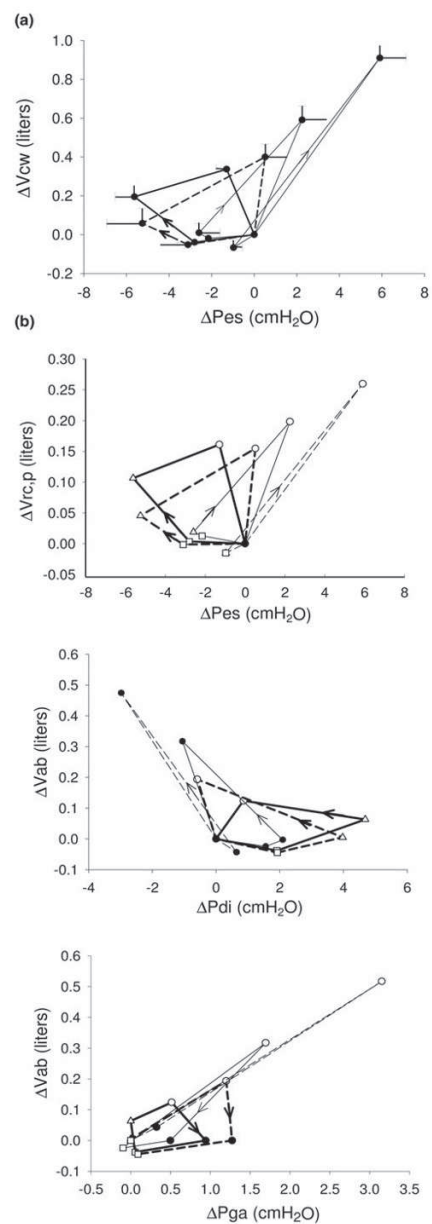 (a)
1.0
0.8
0.6
0.4
0.2
0.0
-0.2
ΔVcw (liters)
-8 -6 -4 -2 0 2 4 6 8
ΔPes (cmH₂O)
(b)
0.30
0.25
0.20
0.15
0.10
0.05
0.00
-0.05
ΔVrc,p (liters)
-8 -6 -4 -2 0 2 4 6 8
ΔPes (cmH₂O)
0.6
0.5
0.4
0.3
0.2
0.1
0.0
-0.1
ΔVab (liters)
-4 -2 0 2 4 6
ΔPdi (cmH₂O)
0.6
0.5
0.4
0.3
0.2
0.1
0.0
-0.1
ΔVab (liters)
-0.5 0.0 0.5 1.0 1.5 2.0 2.5 3.0 3.5
ΔPga (cmH₂O)